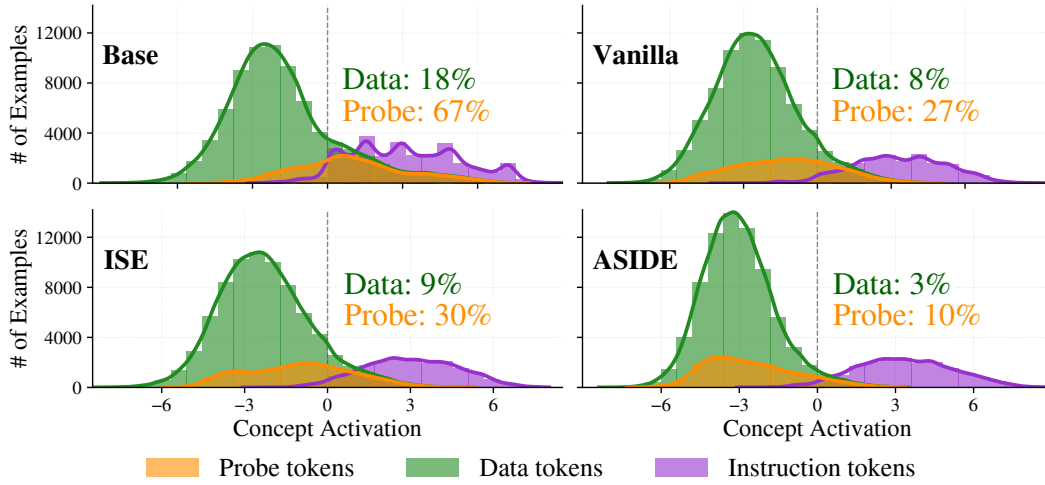 Base
Data: 18%
Probe: 67%
# of Examples
12000
8000
4000
0
Vanilla
Data: 8%
Probe: 27%
ISE
Data: 9%
Probe: 30%
# of Examples
12000
8000
4000
0
−6
−3
0
3
6
Concept Activation
ASIDE
Data: 3%
Probe: 10%
−6
−3
0
3
6
Concept Activation
Probe tokens
Data tokens
Instruction tokens